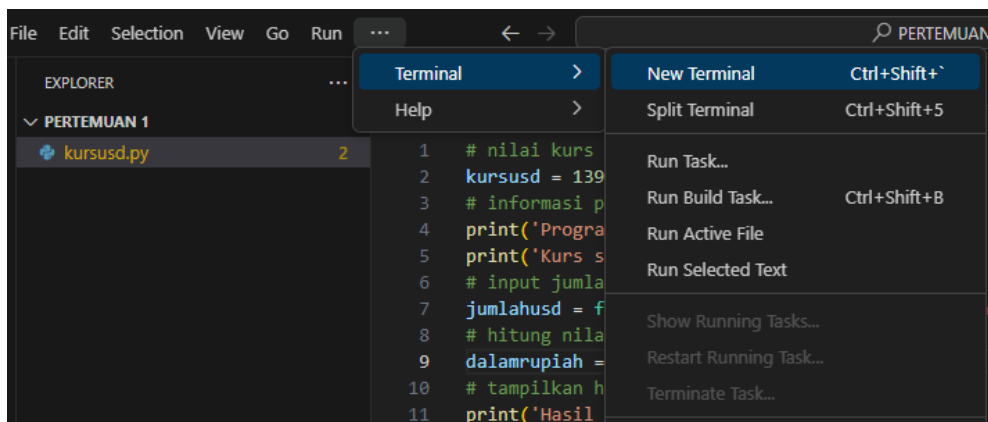 File Edit Selection View Go Run ··· ← → PERTEMUAN
EXPLORER ···
PERTEMUAN 1
kursusd.py 2
Terminal >
Help >
New Terminal Ctrl+Shift+`
Split Terminal Ctrl+Shift+5
Run Task...
Run Build Task... Ctrl+Shift+B
Run Active File
Run Selected Text
Show Running Tasks...
Restart Running Task...
Terminate Task...
1 # nilai kurs
2 kursusd = 139
3 # informasi p
4 print('Progra
5 print('Kurs s
6 # input jumla
7 jumlahusd = f
8 # hitung nila
9 dalamrupiah =
10 # tampilkan h
11 print('Hasil